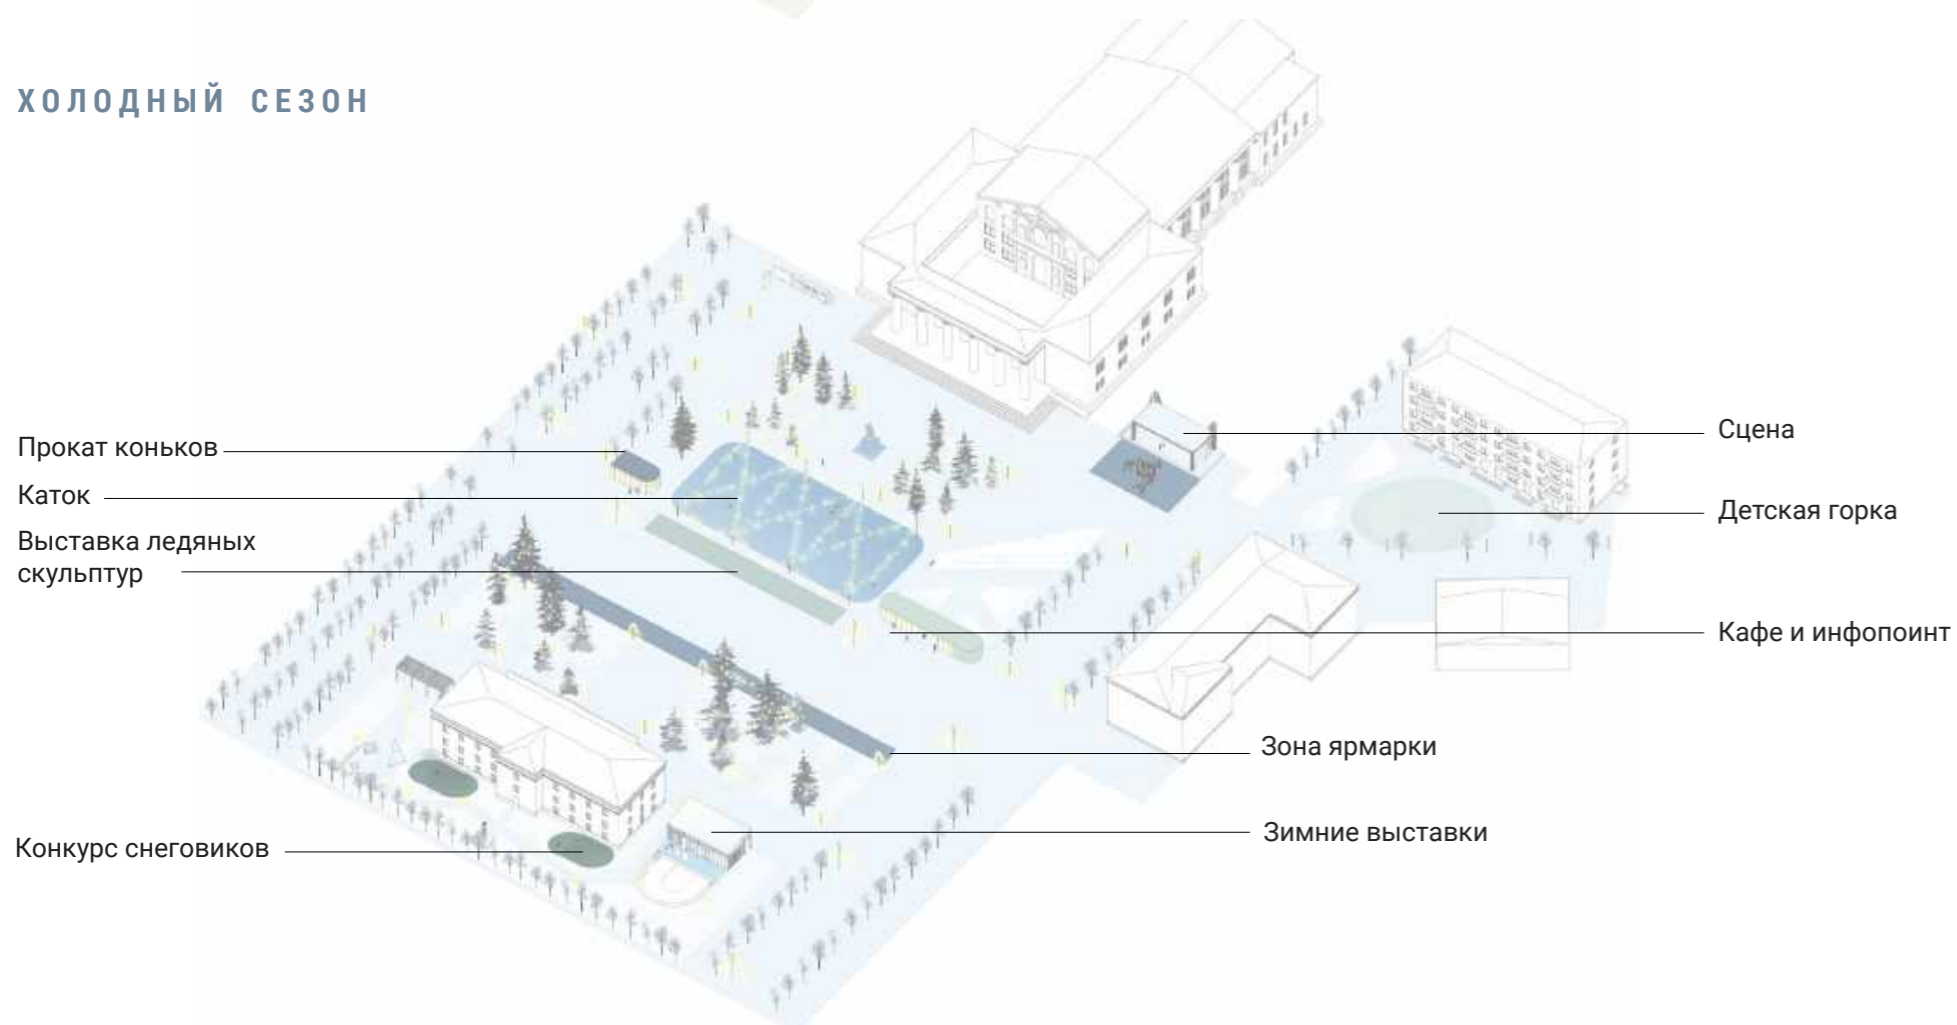 ХОЛОДНЫЙ СЕЗОН
Прокат коньков
Каток
Выставка ледяных
скульптур
Конкурс снеговиков
Сцена
Детская горка
Кафе и инфопоинт
Зона ярмарки
Зимние выставки